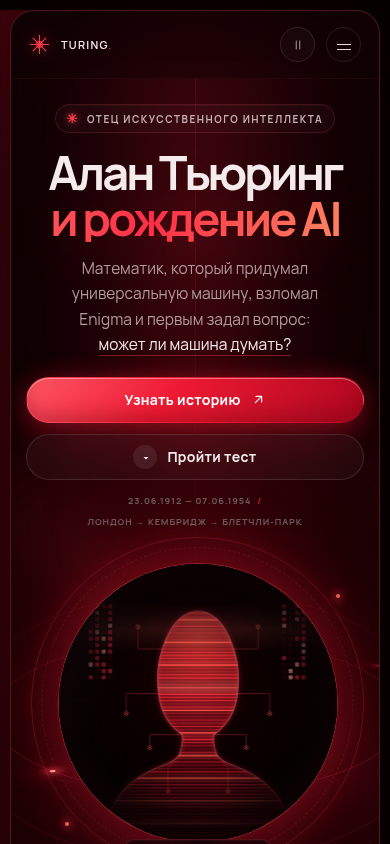 TURING.
ОТЕЦ ИСКУССТВЕННОГО ИНТЕЛЛЕКТА
Алан Тьюринг
и рождение AI
Математик, который придумал
универсальную машину, взломал
Enigma и первым задал вопрос:
может ли машина думать?
Узнать историю ↗
Пройти тест
23.06.1912 — 07.06.1954 /
ЛОНДОН → КЕМБРИДЖ → БЛЕТЧЛИ-ПАРК